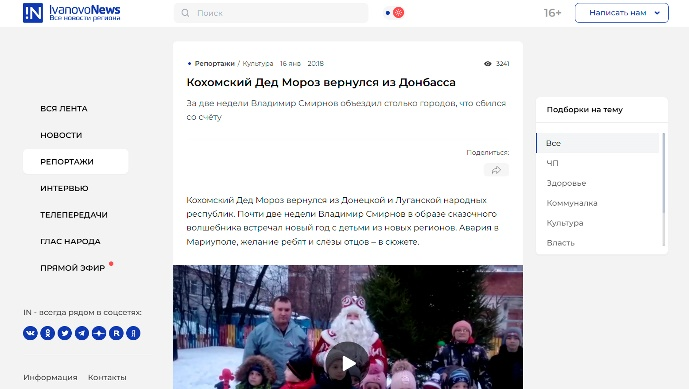 IvanovoNews
Все новости региона
Поиск
16+
Написать нам
Репортажи / Культура 16 янв 20:18
3241
Кохомский Дед Мороз вернулся из Донбасса
За две недели Владимир Смирнов объездил столько городов, что сбился
со счёту
Поделиться:
Кохомский Дед Мороз вернулся из Донецкой и Луганской народных
республик. Почти две недели Владимир Смирнов в образе сказочного
волшебника встречал новый год с детьми из новых регионов. Авария в
Мариуполе, желание ребят и слезы отцов – в сюжете.
ВСЯ ЛЕНТА
НОВОСТИ
РЕПОРТАЖИ
ИНТЕРВЬЮ
ТЕЛЕПЕРЕДАЧИ
ГЛАС НАРОДА
ПРЯМОЙ ЭФИР
IN - всегда рядом в соцсетях:
Информация Контакты
Подборки на тему
Все
ЧП
Здоровье
Коммуналка
Культура
Власть